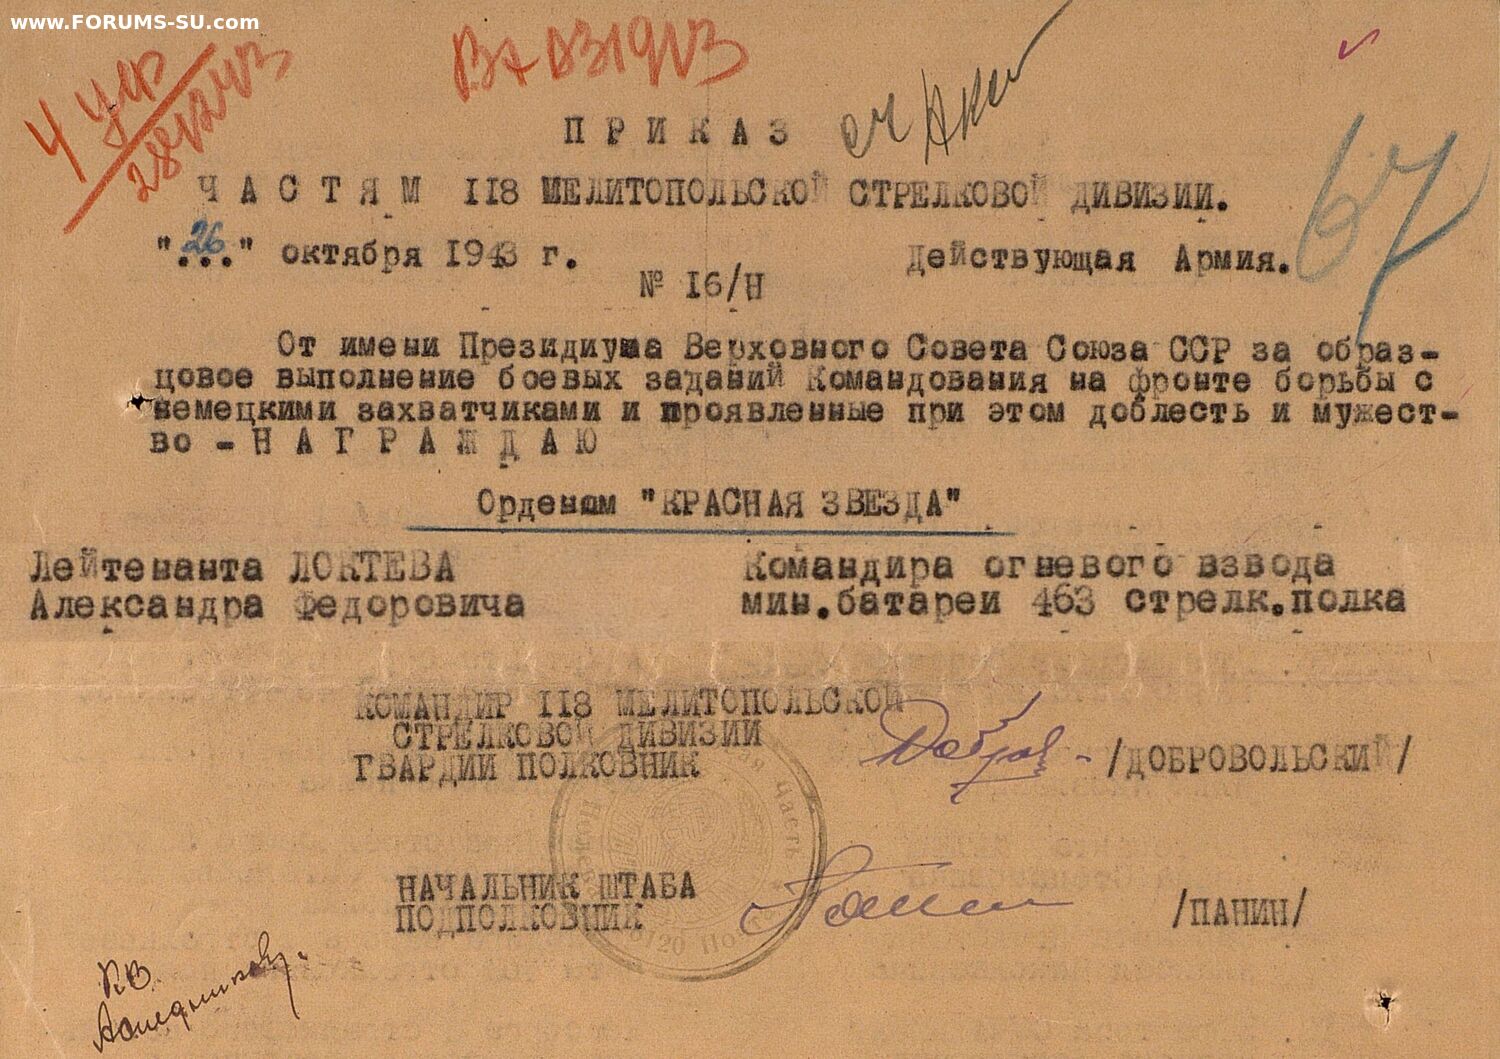 www.FORUMS-SU.com
4 укр
П Р И К А З
Ч А С Т Я М 118 МЕЛИТОПОЛЬСКОЙ СТРЕЛКОВОЙ ДИВИЗИИ.
67
"26" октября 1943 г. Действующая Армия.
№ 16/Н
От имени Президиума Верховного Совета Союза ССР за образ-
цовое выполнение боевых заданий Командования на фронте борьбы с
немецкими захватчиками и проявленные при этом доблесть и мужест-
во - Н А Г Р А Ж Д А Ю
Орденом "КРАСНАЯ ЗВЕЗДА"
Лейтенанта ЛОКТЕВА Командира огневого взвода
Александра Федоровича мин.батареи 463 стрелк.полка
КОМАНДИР 118 МЕЛИТОПОЛЬСКОЙ
СТРЕЛКОВОЙ ДИВИЗИИ
ГВАРДИИ ПОЛКОВНИК /ДОБРОВОЛЬСКИЙ/
НАЧАЛЬНИК ШТАБА
ПОДПОЛКОВНИК /ПАНИН/